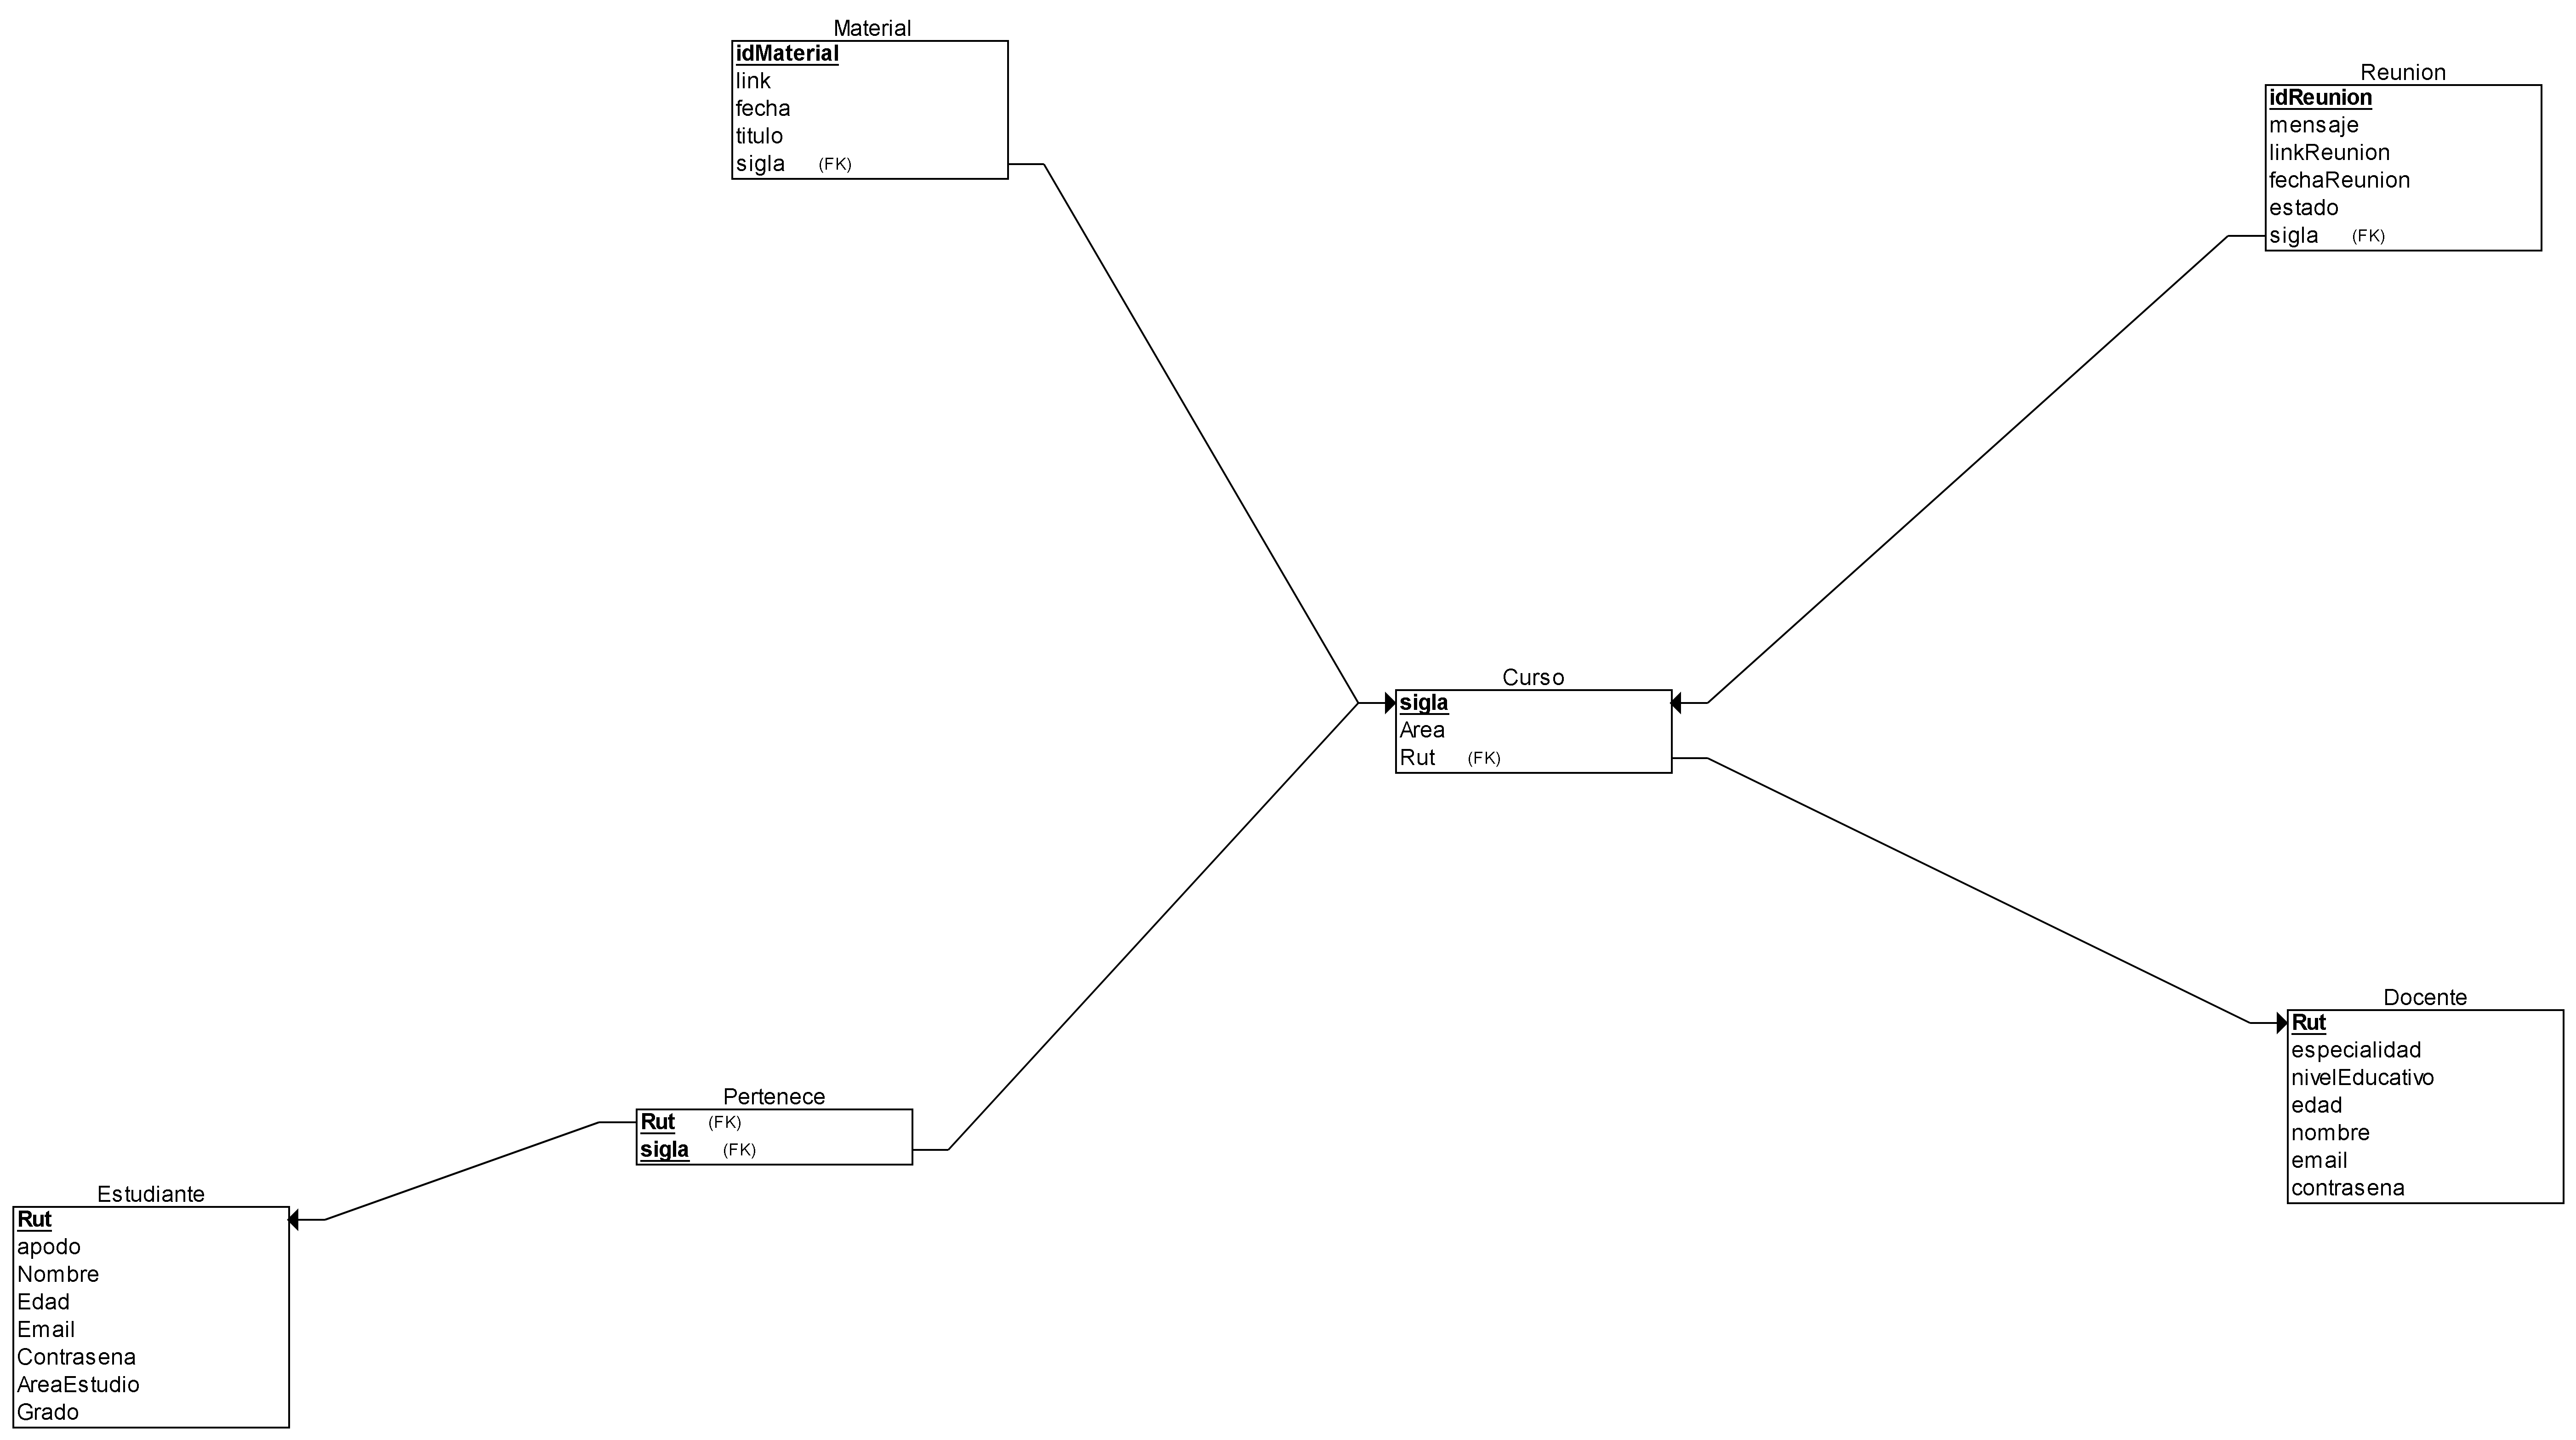 Material
idMaterial
link
fecha
titulo
sigla (FK)
Reunion
idReunion
mensaje
linkReunion
fechaReunion
estado
sigla (FK)
Curso
sigla
Area
Rut (FK)
Docente
Rut
especialidad
nivelEducativo
edad
nombre
email
contrasena
Pertenece
Rut (FK)
sigla (FK)
Estudiante
Rut
apodo
Nombre
Edad
Email
Contrasena
AreaEstudio
Grado